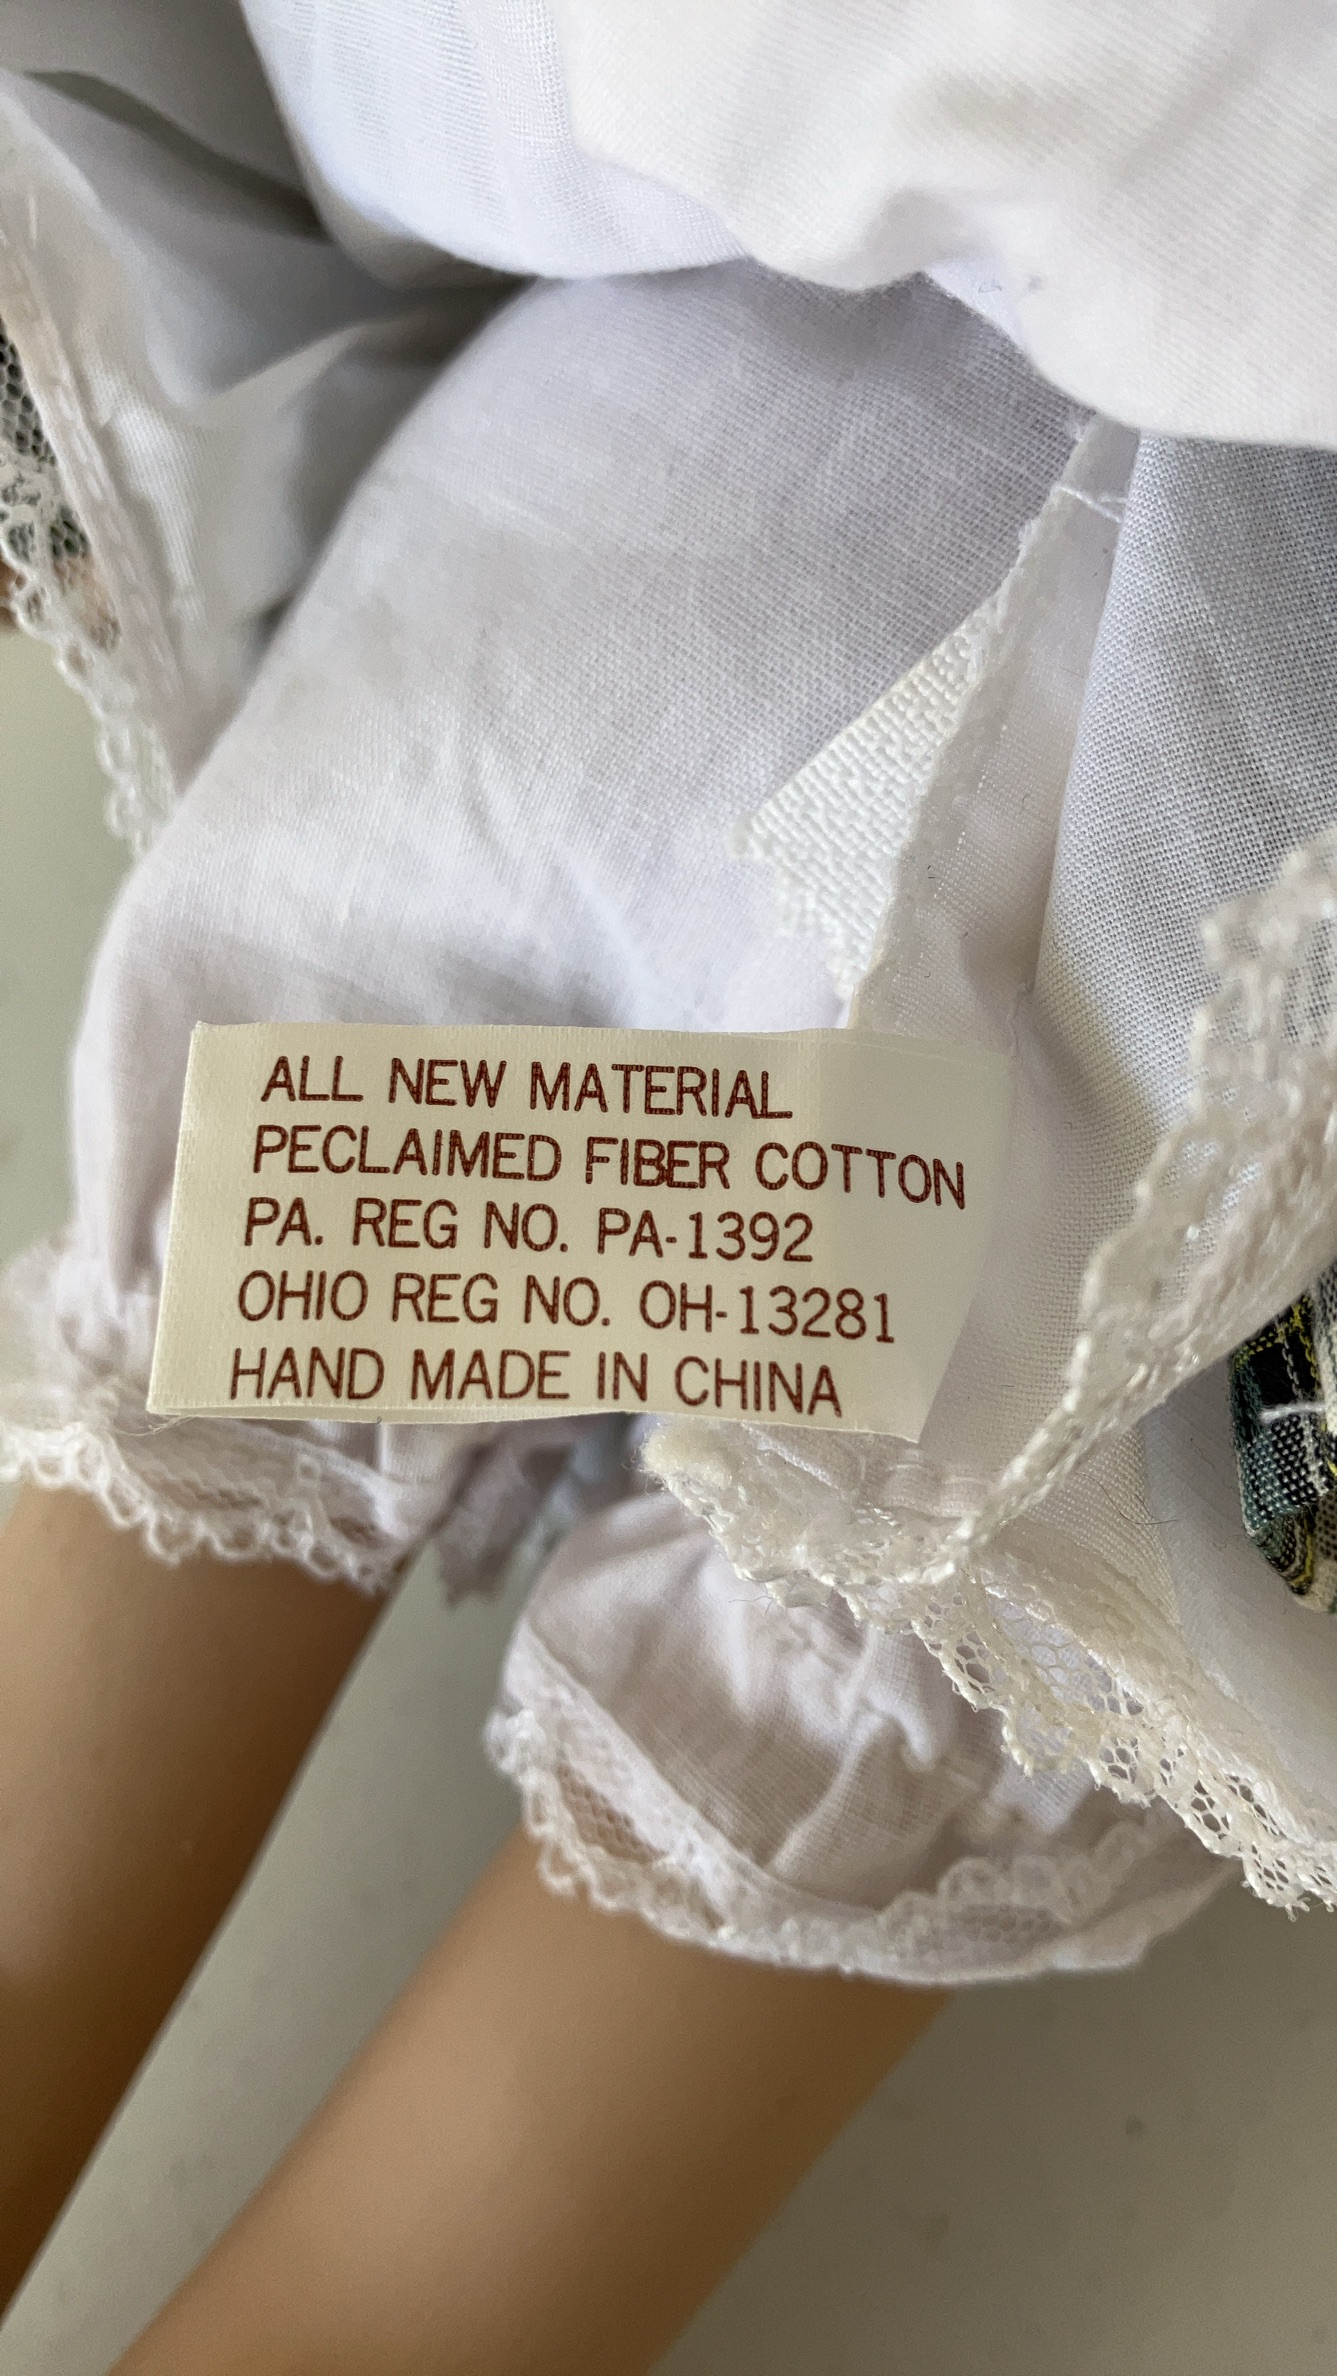 ALL NEW MATERIAL
PECLAIMED FIBER COTTON
PA. REG NO. PA-1392
OHIO REG NO. OH-13281
HAND MADE IN CHINA